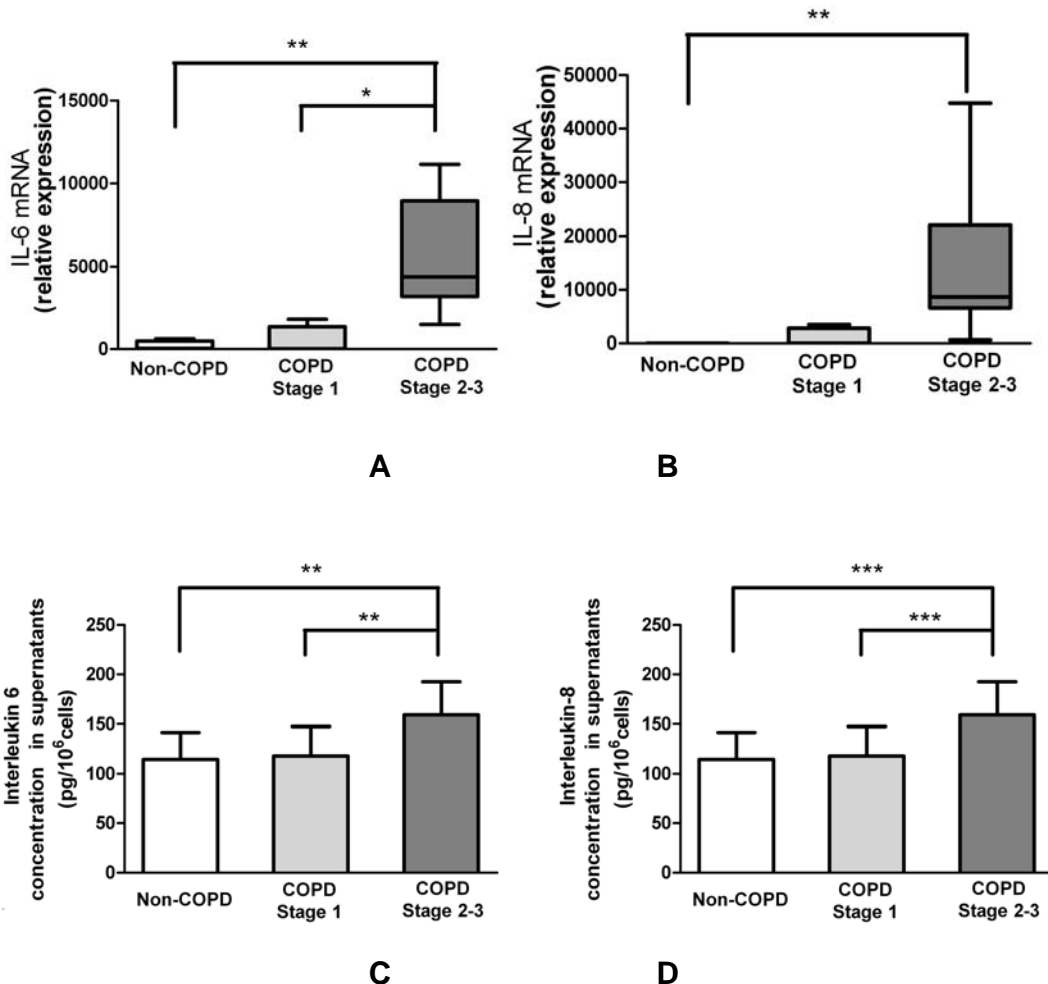 **
*
15000
10000
5000
0
IL-6 mRNA
(relative expression)
Non-COPD
COPD
Stage 1
COPD
Stage 2-3
A
**
50000
40000
30000
20000
10000
0
IL-8 mRNA
(relative expression)
Non-COPD
COPD
Stage 1
COPD
Stage 2-3
B
**
**
250
200
150
100
50
0
Interleukin 6
concentration in supernatants
(pg/10⁶cells)
Non-COPD
COPD
Stage 1
COPD
Stage 2-3
C
***
***
250
200
150
100
50
0
Interleukin-8
concentration in supernatants
(pg/10⁶cells)
Non-COPD
COPD
Stage 1
COPD
Stage 2-3
D